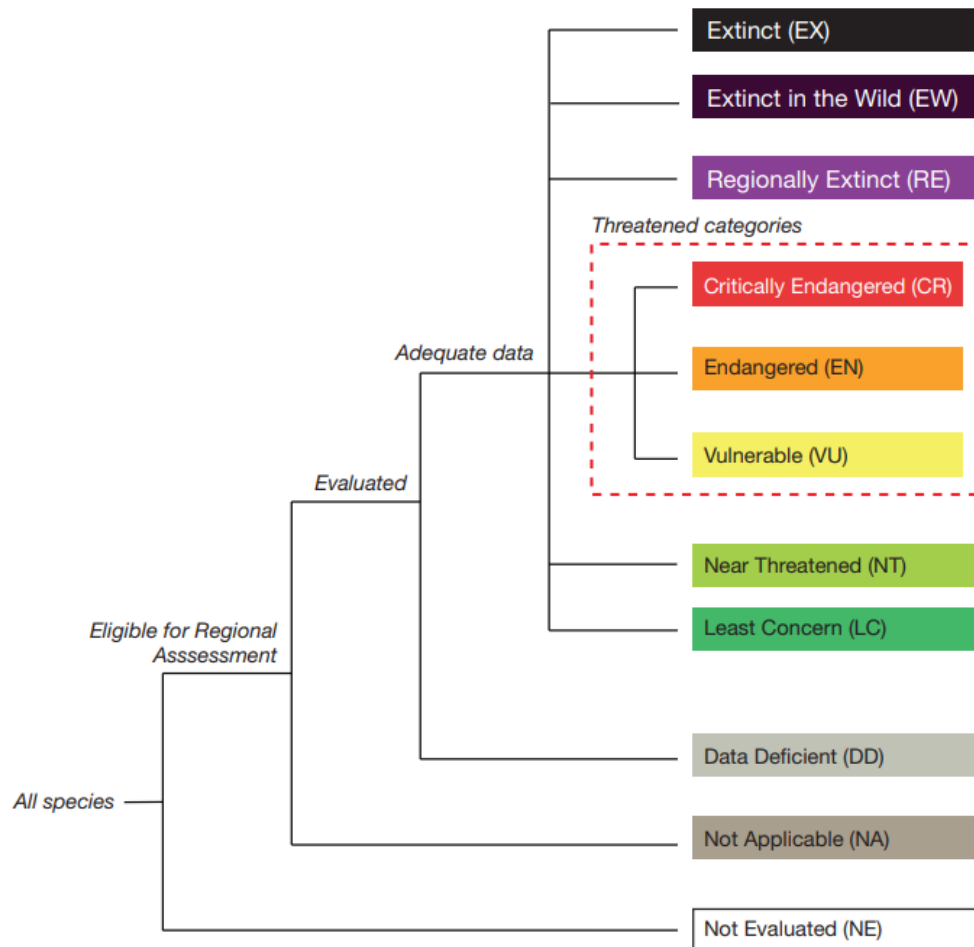 Extinct (EX)
Extinct in the Wild (EW)
Regionally Extinct (RE)
Threatened categories
Critically Endangered (CR)
Adequate data
Endangered (EN)
Vulnerable (VU)
Evaluated
Near Threatened (NT)
Eligible for Regional
Asssessment
Least Concern (LC)
Data Deficient (DD)
All species
Not Applicable (NA)
Not Evaluated (NE)